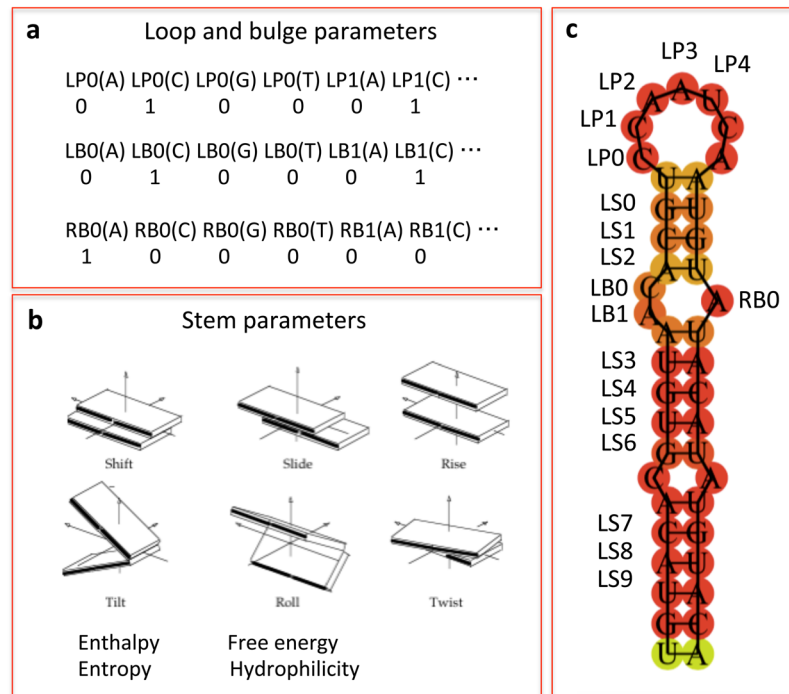 a
Loop and bulge parameters
LP0(A) LP0(C) LP0(G) LP0(T) LP1(A) LP1(C) ···
0 1 0 0 0 1
LB0(A) LB0(C) LB0(G) LB0(T) LB1(A) LB1(C) ···
0 1 0 0 0 1
RB0(A) RB0(C) RB0(G) RB0(T) RB1(A) RB1(C) ···
1 0 0 0 0 0
b
Stem parameters
Shift Slide Rise
Tilt Roll Twist
Enthalpy Free energy
Entropy Hydrophilicity
c
LP3
LP2 A A U LP4
LP1 C C
LP0 C A
U A
LS0 G U
LS1 C G
LS2 A U
LB0 C A RB0
LB1 A
A U
LS3 U A
LS4 G C
LS5 U A
LS6 G U
C A
A U
LS7 C G
LS8 A U
LS9 U A
G C
U A